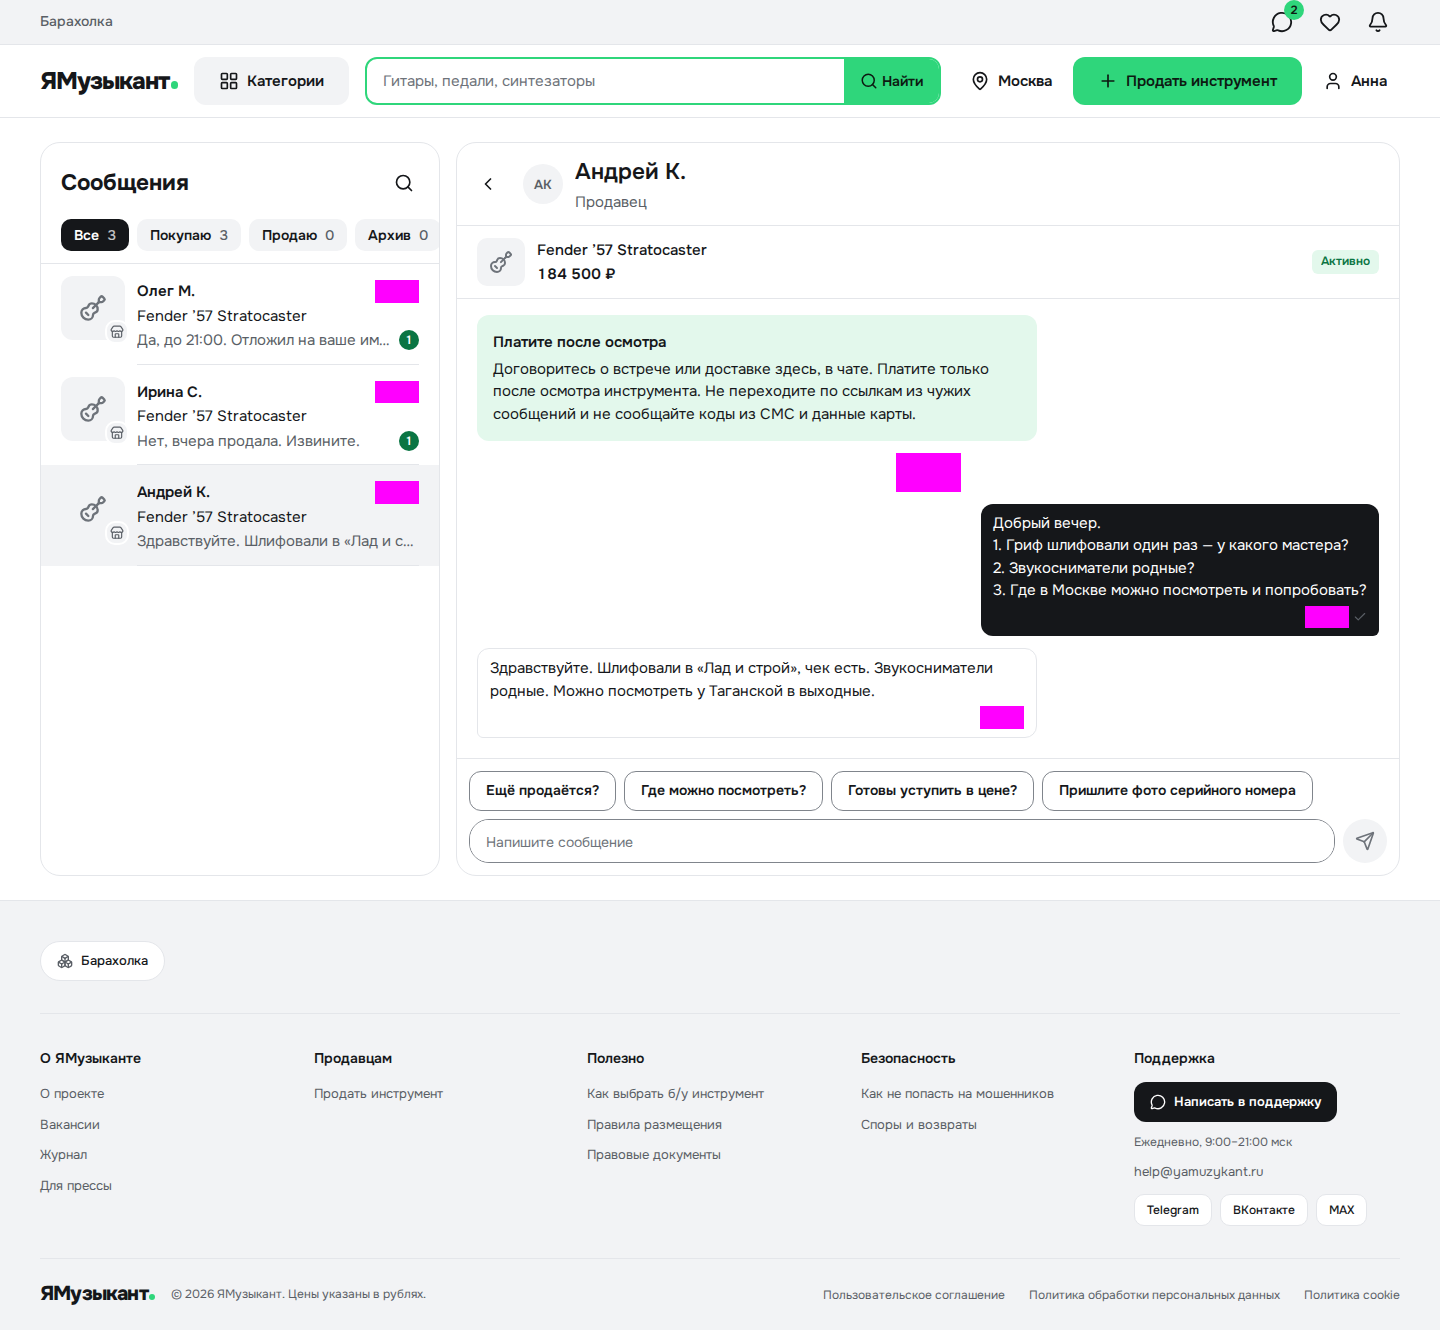 Барахолка
2
ЯМузыкант.
Категории
Гитары, педали, синтезаторы
Найти
Москва
Продать инструмент
Анна
Сообщения
Все 3
Покупаю 3
Продаю 0
Архив 0
Олег М.
Fender ’57 Stratocaster
Да, до 21:00. Отложил на ваше им...
1
Ирина С.
Fender ’57 Stratocaster
Нет, вчера продала. Извините.
1
Андрей К.
Fender ’57 Stratocaster
Здравствуйте. Шлифовали в «Лад и с...
АК
Андрей К.
Продавец
Fender ’57 Stratocaster
184 500 ₽
Активно
Платите после осмотра
Договоритесь о встрече или доставке здесь, в чате. Платите только
после осмотра инструмента. Не переходите по ссылкам из чужих
сообщений и не сообщайте коды из СМС и данные карты.
Добрый вечер.
1. Гриф шлифовали один раз — у какого мастера?
2. Звукосниматели родные?
3. Где в Москве можно посмотреть и попробовать?
Здравствуйте. Шлифовали в «Лад и строй», чек есть. Звукосниматели
родные. Можно посмотреть у Таганской в выходные.
Ещё продаётся?
Где можно посмотреть?
Готовы уступить в цене?
Пришлите фото серийного номера
Напишите сообщение
Барахолка
О ЯМузыканте
О проекте
Вакансии
Журнал
Для прессы
Продавцам
Продать инструмент
Полезно
Как выбрать б/у инструмент
Правила размещения
Правовые документы
Безопасность
Как не попасть на мошенников
Споры и возвраты
Поддержка
Написать в поддержку
Ежедневно, 9:00–21:00 мск
help@yamuzykant.ru
Telegram
ВКонтакте
MAX
ЯМузыкант.
© 2026 ЯМузыкант. Цены указаны в рублях.
Пользовательское соглашение
Политика обработки персональных данных
Политика cookie